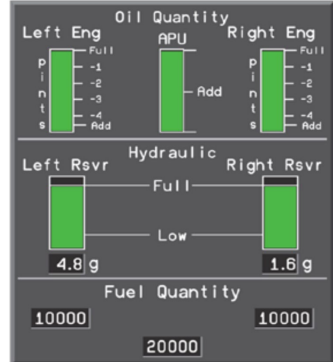 Oil Quantity
Left Eng APU Right Eng
Full Full
P -1 P -1
i -2 i -2
n Add n
t -3 t -3
s -4 s -4
Add Add
Hydraulic
Left Rsvr Right Rsvr
Full
Low
4.8 g 1.6 g
Fuel Quantity
10000 10000
20000